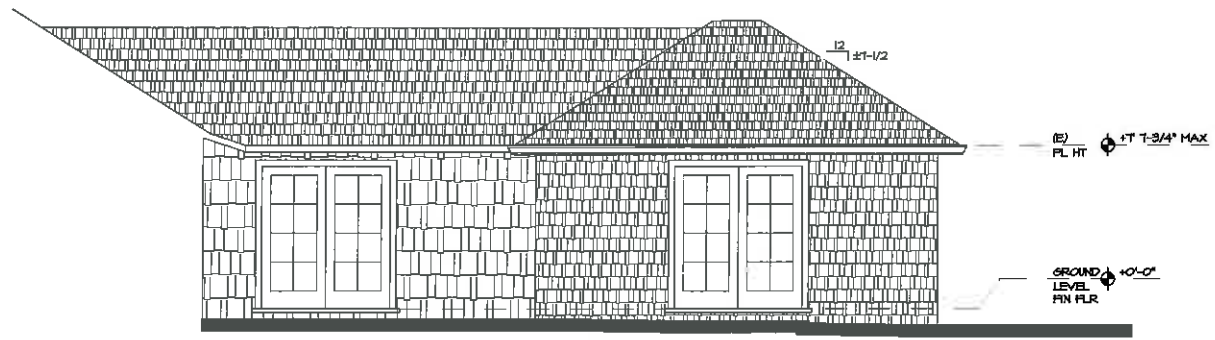 12
±7-1/2
(E)
PL HT
+7' 7-3/4" MAX
GROUND
LEVEL
FIN FLR
+0'-0"